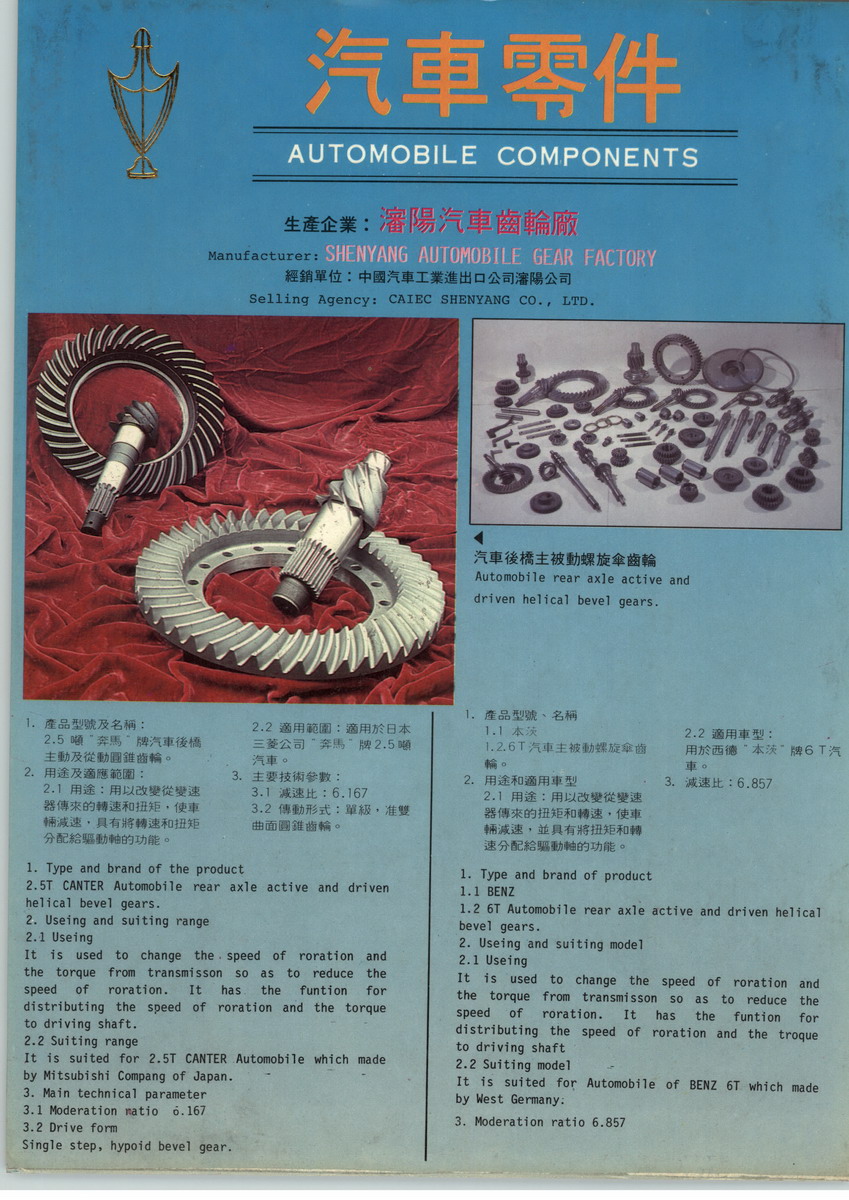 汽車零件
AUTOMOBILE COMPONENTS
生產企業：瀋陽汽車齒輪廠
Manufacturer: SHENYANG AUTOMOBILE GEAR FACTORY
經銷單位：中國汽車工業進出口公司瀋陽公司
Selling Agency: CAIEC SHENYANG CO., LTD.
汽車後橋主被動螺旋傘齒輪
Automobile rear axle active and
driven helical bevel gears.
1. 產品型號及名稱：
2.5 噸"奔馬"牌汽車後橋
主動及從動圓錐齒輪。
2. 用途及適應範圍：
2.1 用途：用以改變從變速
器傳來的轉速和扭矩，使車
輛減速，具有將轉速和扭矩
分配給驅動軸的功能。
2.2 適用範圍：適用於日本
三菱公司"奔馬"牌2.5噸
汽車。
3. 主要技術參數：
3.1 減速比：6.167
3.2 傳動形式：單級，准雙
曲面圓錐齒輪。
1. Type and brand of the product
2.5T CANTER Automobile rear axle active and driven
helical bevel gears.
2. Useing and suiting range
2.1 Useing
It is used to change the speed of roration and
the torque from transmisson so as to reduce the
speed of roration. It has the funtion for
distributing the speed of roration and the torque
to driving shaft.
2.2 Suiting range
It is suited for 2.5T CANTER Automobile which made
by Mitsubishi Compang of Japan.
3. Main technical parameter
3.1 Moderation ratio 6.167
3.2 Drive form
Single step, hypoid bevel gear.
1. 產品型號、名稱
1.1 本茨
1.2.6T汽車主被動螺旋傘齒
輪。
2. 用途和適用車型
2.1 用途：用以改變從變速
器傳來的扭矩和轉速，使車
輛減速，並具有將扭矩和轉
速分配給驅動軸的功能。
2.2 適用車型：
用於西德"本茨"牌6T汽
車。
3. 減速比：6.857
1. Type and brand of product
1.1 BENZ
1.2 6T Automobile rear axle active and driven helical
bevel gears.
2. Useing and suiting model
2.1 Useing
It is used to change the speed of roration and
the torque from transmisson so as to reduce the
speed of roration. It has the funtion for
distributing the speed of roration and the troque
to driving shaft
2.2 Suiting model
It is suited for Automobile of BENZ 6T which made
by West Germany.
3. Moderation ratio 6.857